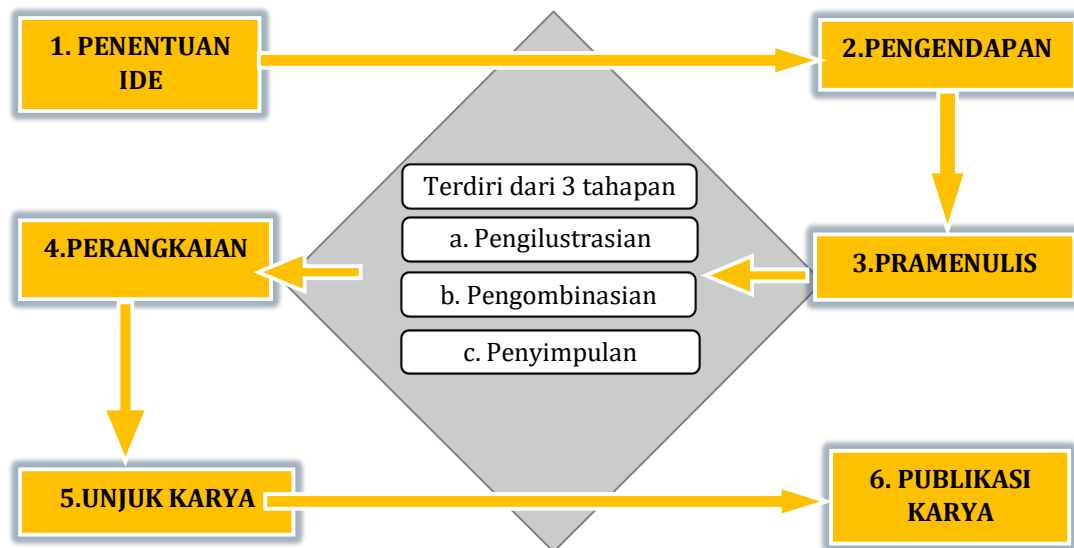 1. PENENTUAN
IDE
2.PENGENDAPAN
Terdiri dari 3 tahapan
a. Pengilustrasian
b. Pengombinasian
c. Penyimpulan
3.PRAMENULIS
4.PERANGKAIAN
5.UNJUK KARYA
6. PUBLIKASI
KARYA